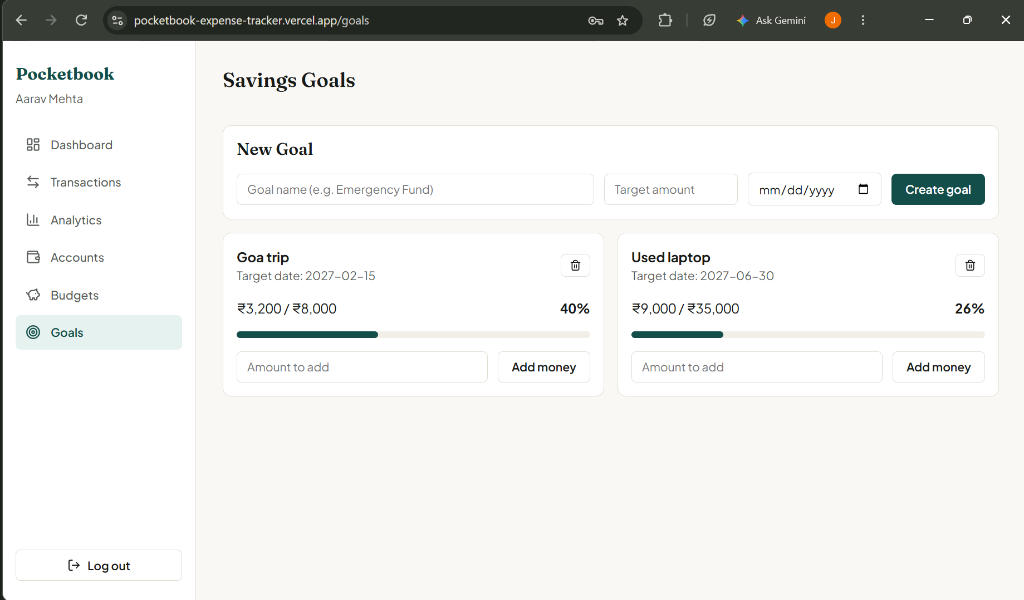 pocketbook-expense-tracker.vercel.app/goals
Ask Gemini
J
Pocketbook
Aarav Mehta
Dashboard
Transactions
Analytics
Accounts
Budgets
Goals
Log out
Savings Goals
New Goal
Goal name (e.g. Emergency Fund)
Target amount
mm/dd/yyyy
Create goal
Goa trip
Target date: 2027-02-15
₹3,200 / ₹8,000
40%
Amount to add
Add money
Used laptop
Target date: 2027-06-30
₹9,000 / ₹35,000
26%
Amount to add
Add money